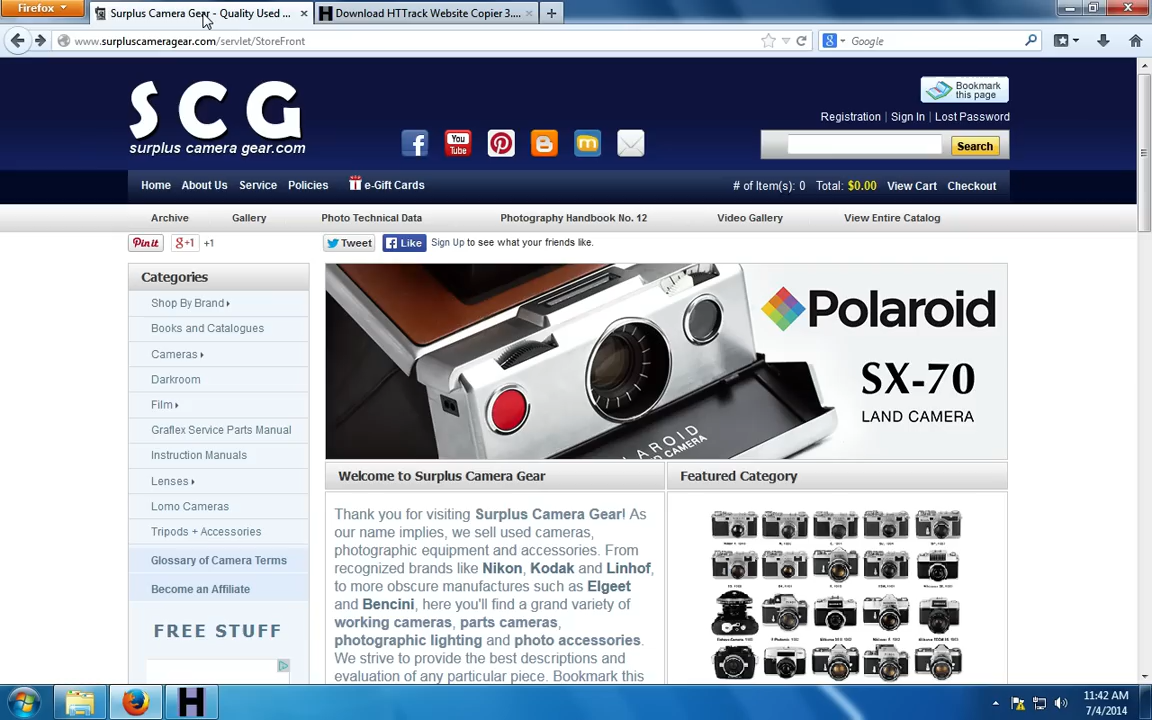 Firefox
Surplus Camera Gear - Quality Used ...
Download HTTrack Website Copier 3....
www.surpluscameragear.com/servlet/StoreFront
Google
SCG
surplus camera gear.com
Bookmark
this page
Registration | Sign In | Lost Password
You
Tube
Search
Home About Us Service Policies e-Gift Cards
# of Item(s): 0 Total: $0.00 View Cart Checkout
Archive Gallery Photo Technical Data Photography Handbook No. 12 Video Gallery View Entire Catalog
Pin it +1 +1 Tweet Like Sign Up to see what your friends like.
Categories
Shop By Brand
Books and Catalogues
Cameras
Darkroom
Film
Graflex Service Parts Manual
Instruction Manuals
Lenses
Lomo Cameras
Tripods + Accessories
Glossary of Camera Terms
Become an Affiliate
FREE STUFF
Polaroid
SX-70
LAND CAMERA
POLAROID
Welcome to Surplus Camera Gear
Thank you for visiting Surplus Camera Gear! As
our name implies, we sell used cameras,
photographic equipment and accessories. From
recognized brands like Nikon, Kodak and Linhof,
to more obscure manufactures such as Elgeet
and Bencini, here you'll find a grand variety of
working cameras, parts cameras,
photographic lighting and photo accessories.
We strive to provide the best descriptions and
evaluation of any particular piece. Bookmark this
Featured Category
11:42 AM
7/4/2014